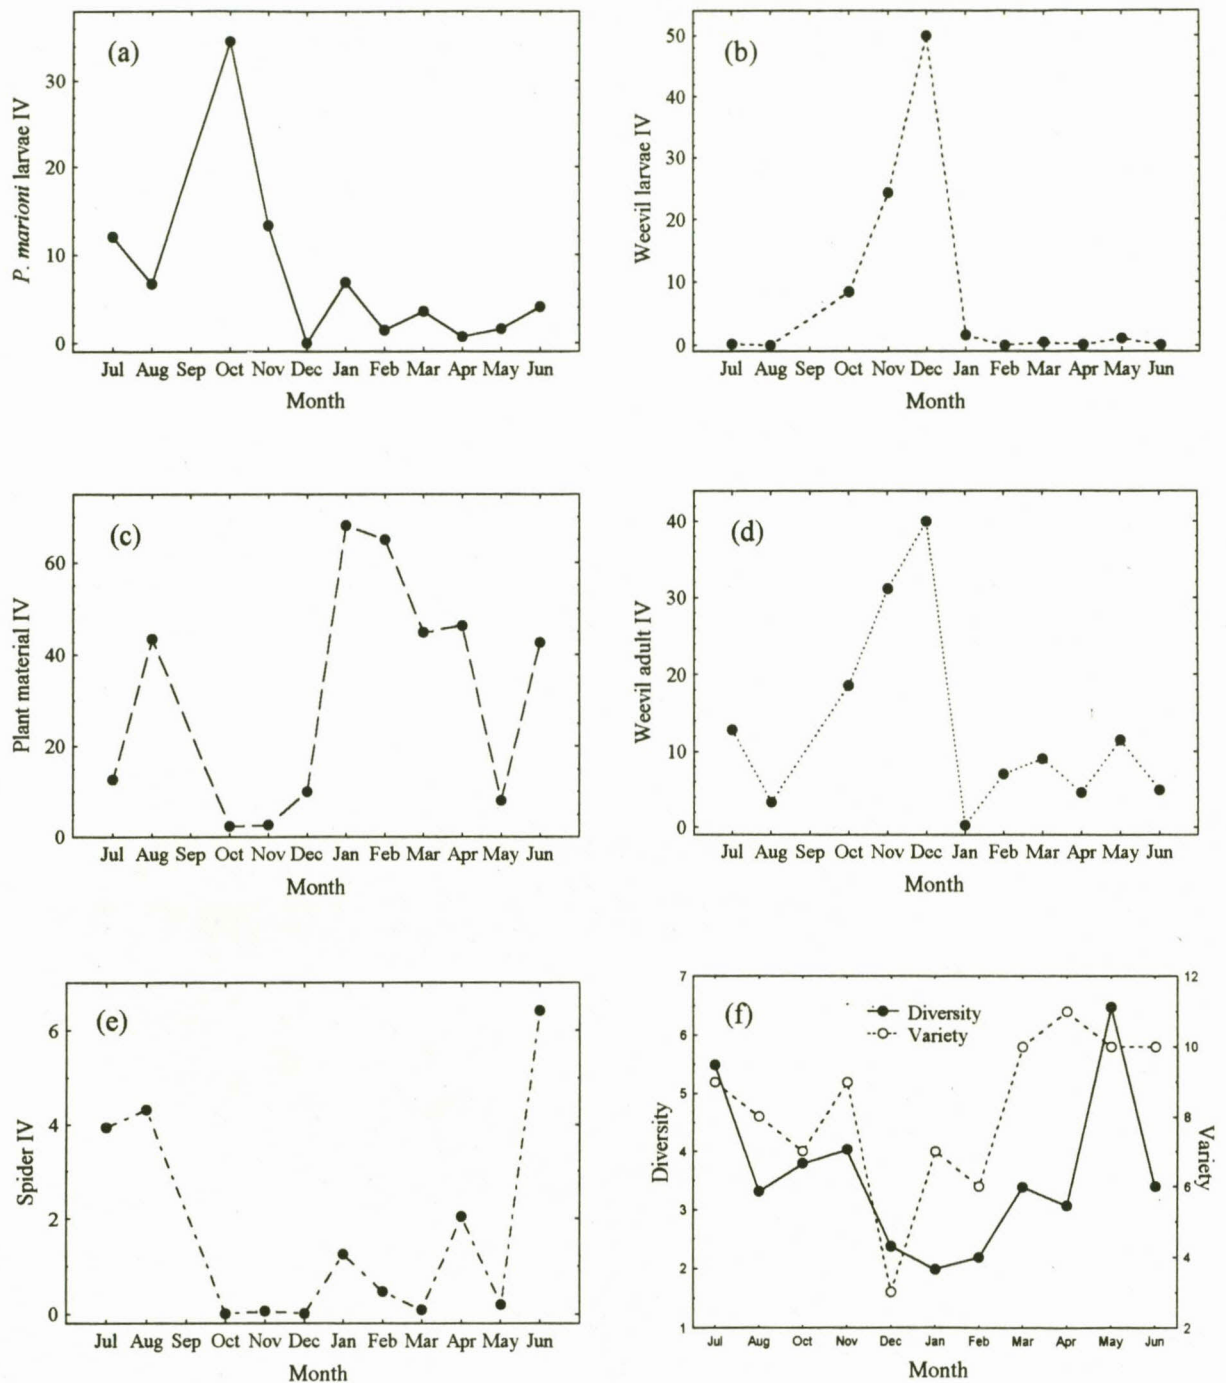 (a)
P. marioni larvae IV
30
20
10
0
Jul Aug Sep Oct Nov Dec Jan Feb Mar Apr May Jun
Month
(b)
Weevil larvae IV
50
40
30
20
10
0
Jul Aug Sep Oct Nov Dec Jan Feb Mar Apr May Jun
Month
(c)
Plant material IV
60
40
20
0
Jul Aug Sep Oct Nov Dec Jan Feb Mar Apr May Jun
Month
(d)
Weevil adult IV
40
30
20
10
0
Jul Aug Sep Oct Nov Dec Jan Feb Mar Apr May Jun
Month
(e)
Spider IV
6
4
2
0
Jul Aug Sep Oct Nov Dec Jan Feb Mar Apr May Jun
Month
(f)
Diversity
Variety
Diversity
7
6
5
4
3
2
1
12
10
8
6
4
2
Variety
Jul Aug Oct Nov Dec Jan Feb Mar Apr May Jun
Month